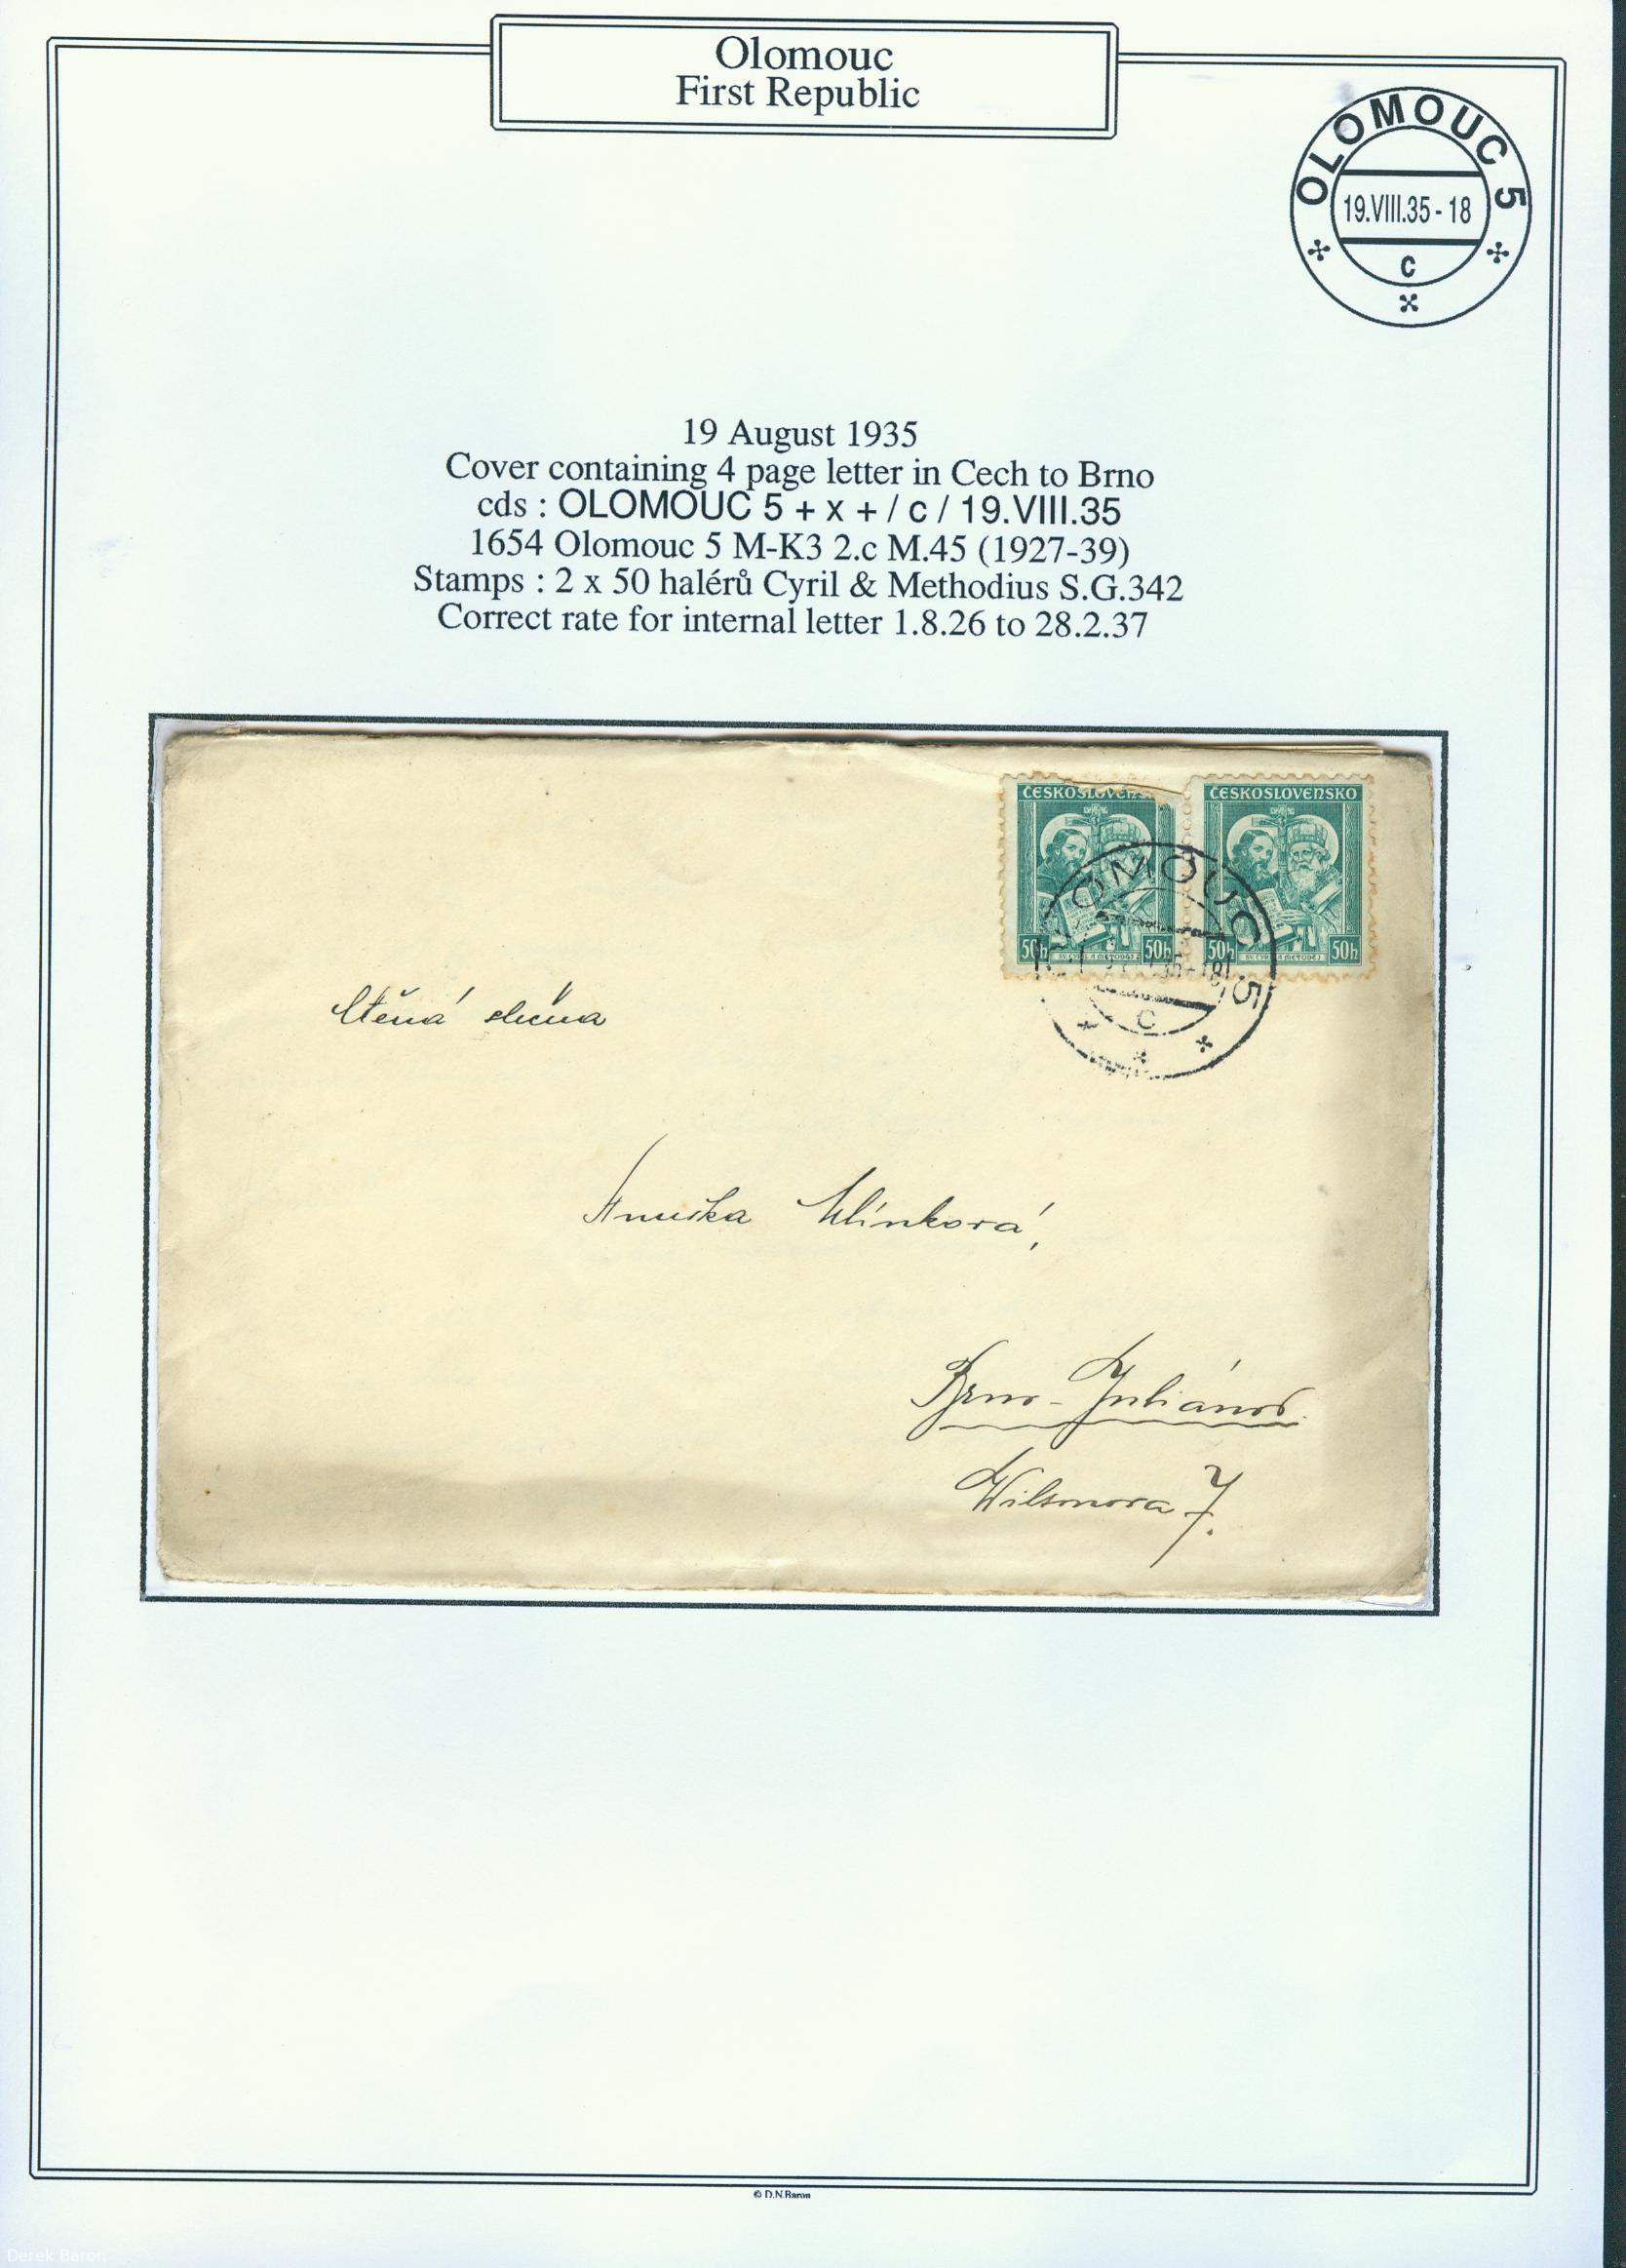 Olomouc
First Republic
OLOMOUC 5
19.VIII.35 - 18
c
19 August 1935
Cover containing 4 page letter in Cech to Brno
cds : OLOMOUC 5 + x + / c / 19.VIII.35
1654 Olomouc 5 M-K3 2.c M.45 (1927-39)
Stamps : 2 x 50 halérů Cyril & Methodius S.G.342
Correct rate for internal letter 1.8.26 to 28.2.37
ČESKOSLOVENSKO
ČESKOSLOVENSKO
50h 50h
50h 50h
OMOUC 5
c
Ctěná slečna
Anuška
Brno - Juliánov
Wilsonova 7.
© D.N.Baron
Derek Baron